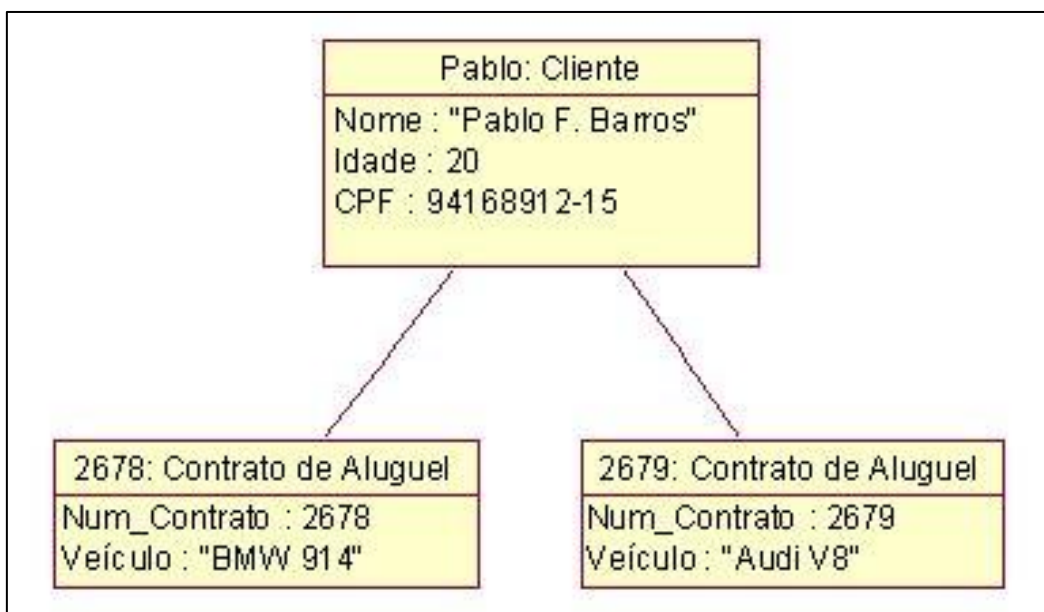 Pablo: Cliente
Nome : "Pablo F. Barros"
Idade : 20
CPF : 94168912-15
2678: Contrato de Aluguel
Num_Contrato : 2678
Veículo : "BMW 914"
2679: Contrato de Aluguel
Num_Contrato : 2679
Veículo : "Audi V8"